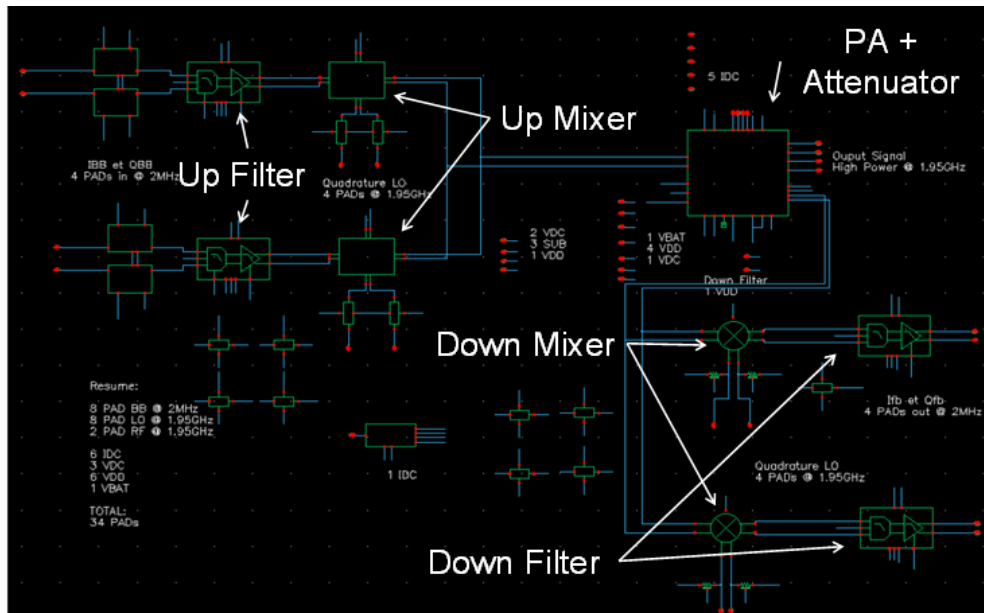 PA +
Attenuator
5 IDC
Up Mixer
IBB et QBB
4 PADs in @ 2MHz
Up Filter
Quadrature LO
4 PADs @ 1.95GHz
Ouput Signal
High Power @ 1.95GHz
2 VDC
3 SUB
1 VDD
1 VBAT
4 VDD
1 VDC
Down Filter
1 VDD
Down Mixer
Resume:
8 PAD BB @ 2MHz
8 PAD LO @ 1.95GHz
2 PAD RF @ 1.95GHz
6 IDC
3 VDC
6 VDD
1 VBAT
TOTAL:
34 PADs
1 IDC
Ifb et Qfb
4 PADs out @ 2MHz
Quadrature LO
4 PADs @ 1.95GHz
Down Filter